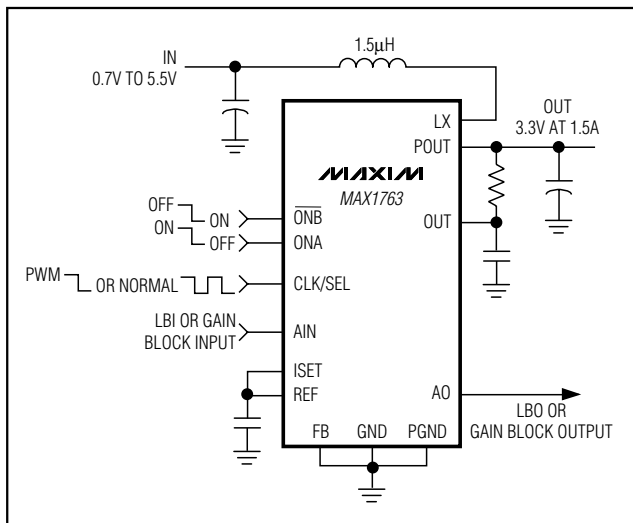 1.5µH
IN
0.7V TO 5.5V
OUT
3.3V AT 1.5A
LX
POUT
MAXIM
MAX1763
OFF ON
ONB
OUT
ON OFF
ONA
PWM OR NORMAL
CLK/SEL
LBI OR GAIN
BLOCK INPUT
AIN
ISET
REF
AO
LBO OR
GAIN BLOCK OUTPUT
FB GND PGND